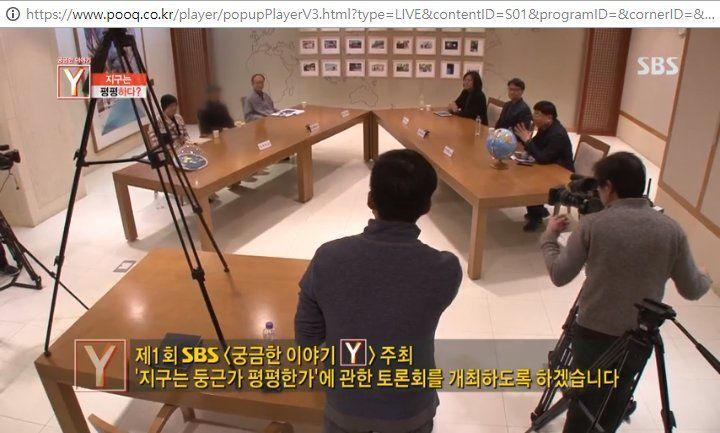 https://www.pooq.co.kr/player/popupPlayerV3.html?type=LIVE&contentID=S01&programID=&cornerID=&...
궁금한 이야기
Y
지구는
평평하다?
SBS
Y
제1회 SBS <궁금한 이야기 Y> 주최
'지구는 둥근가 평평한가'에 관한 토론회를 개최하도록 하겠습니다